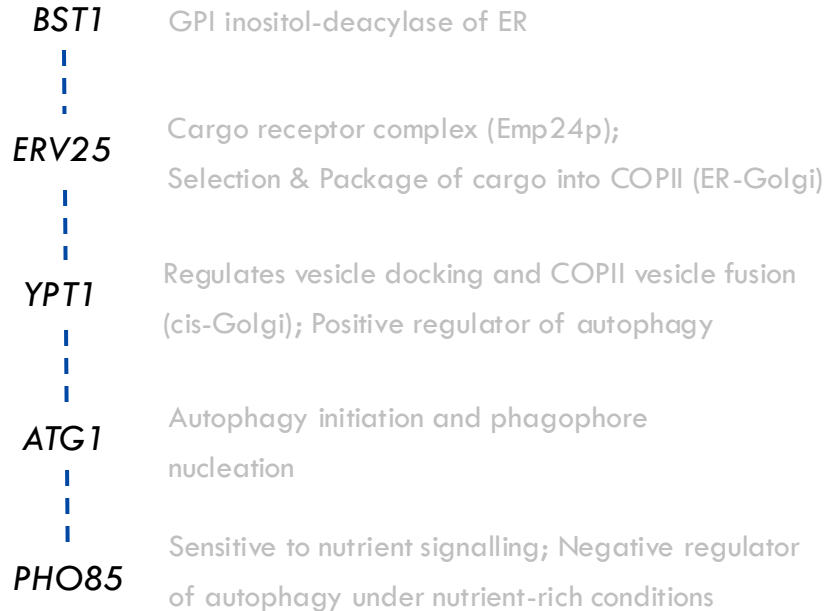 BST1 GPI inositol-deacylase of ER
Cargo receptor complex (Emp24p);
ERV25
Selection & Package of cargo into COPII (ER-Golgi)
Regulates vesicle docking and COPII vesicle fusion
YPT1
(cis-Golgi); Positive regulator of autophagy
Autophagy initiation and phagophore
ATG1
nucleation
Sensitive to nutrient signalling; Negative regulator
PHO85
of autophagy under nutrient-rich conditions